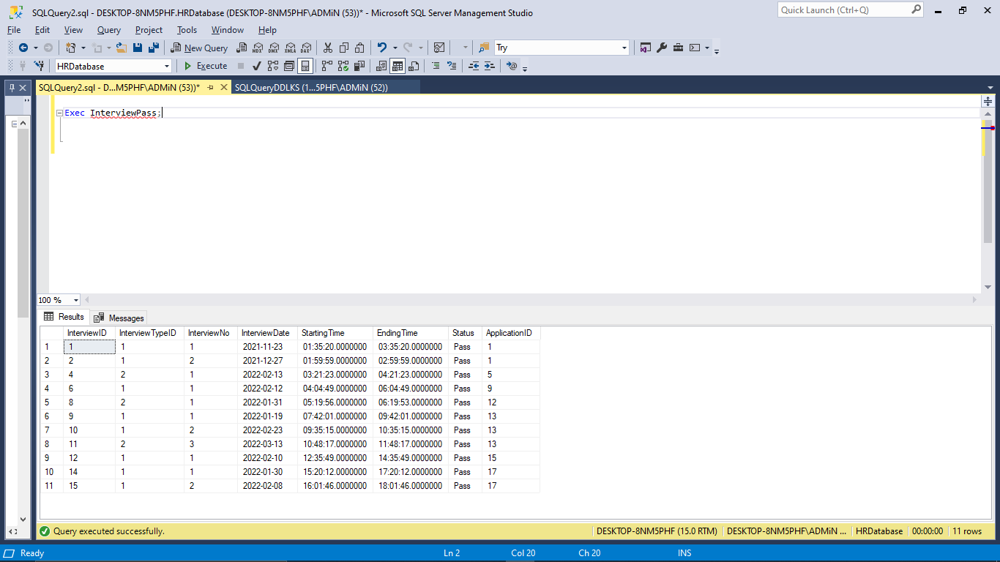 SQLQuery2.sql - DESKTOP-8NM5PHF.HRDatabase (DESKTOP-8NM5PHF\ADMiN (53))* - Microsoft SQL Server Management Studio
Quick Launch (Ctrl+Q)
File Edit View Query Project Tools Window Help
New Query MDX DMX XMLA DAX Try
HRDatabase Execute
SQLQuery2.sql - D...M5PHF\ADMiN (53))* SQLQueryDDLKS (1...5PHF\ADMiN (52))
Exec InterviewPass;
100 %
Results Messages
InterviewID InterviewTypeID InterviewNo InterviewDate StartingTime EndingTime Status ApplicationID
1 1 1 1 2021-11-23 01:35:20.0000000 03:35:20.0000000 Pass 1
2 2 1 2 2021-12-27 01:59:59.0000000 02:59:59.0000000 Pass 1
3 4 2 1 2022-02-13 03:21:23.0000000 04:21:23.0000000 Pass 5
4 6 1 1 2022-02-12 04:04:49.0000000 06:04:49.0000000 Pass 9
5 8 2 1 2022-01-31 05:19:56.0000000 06:19:53.0000000 Pass 12
6 9 1 1 2022-01-19 07:42:01.0000000 09:42:01.0000000 Pass 13
7 10 1 2 2022-02-23 09:35:15.0000000 10:35:15.0000000 Pass 13
8 11 2 3 2022-03-13 10:48:17.0000000 11:48:17.0000000 Pass 13
9 12 1 1 2022-02-10 12:35:49.0000000 14:35:49.0000000 Pass 15
10 14 1 1 2022-01-30 15:20:12.0000000 17:20:12.0000000 Pass 17
11 15 1 2 2022-02-08 16:01:46.0000000 18:01:46.0000000 Pass 17
Query executed successfully. DESKTOP-8NM5PHF (15.0 RTM) DESKTOP-8NM5PHF\ADMiN ... HRDatabase 00:00:00 11 rows
Ready Ln 2 Col 20 Ch 20 INS